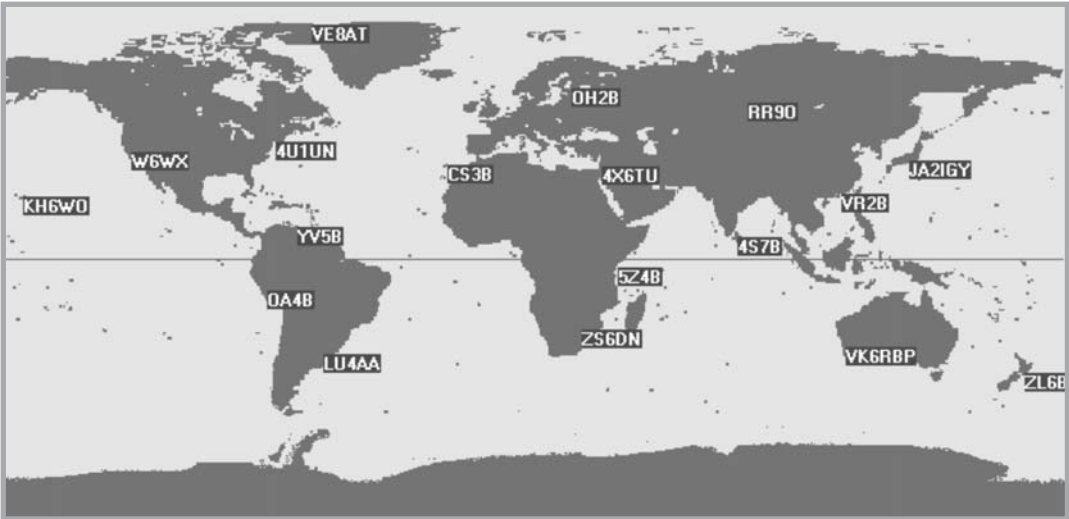 VE8AT
OH2B
RR9O
4U1UN
W6WX
CS3B
4X6TU
JA2IGY
KH6WO
VR2B
YV5B
4S7B
5Z4B
OA4B
ZS6DN
LU4AA
VK6RBP
ZL6B